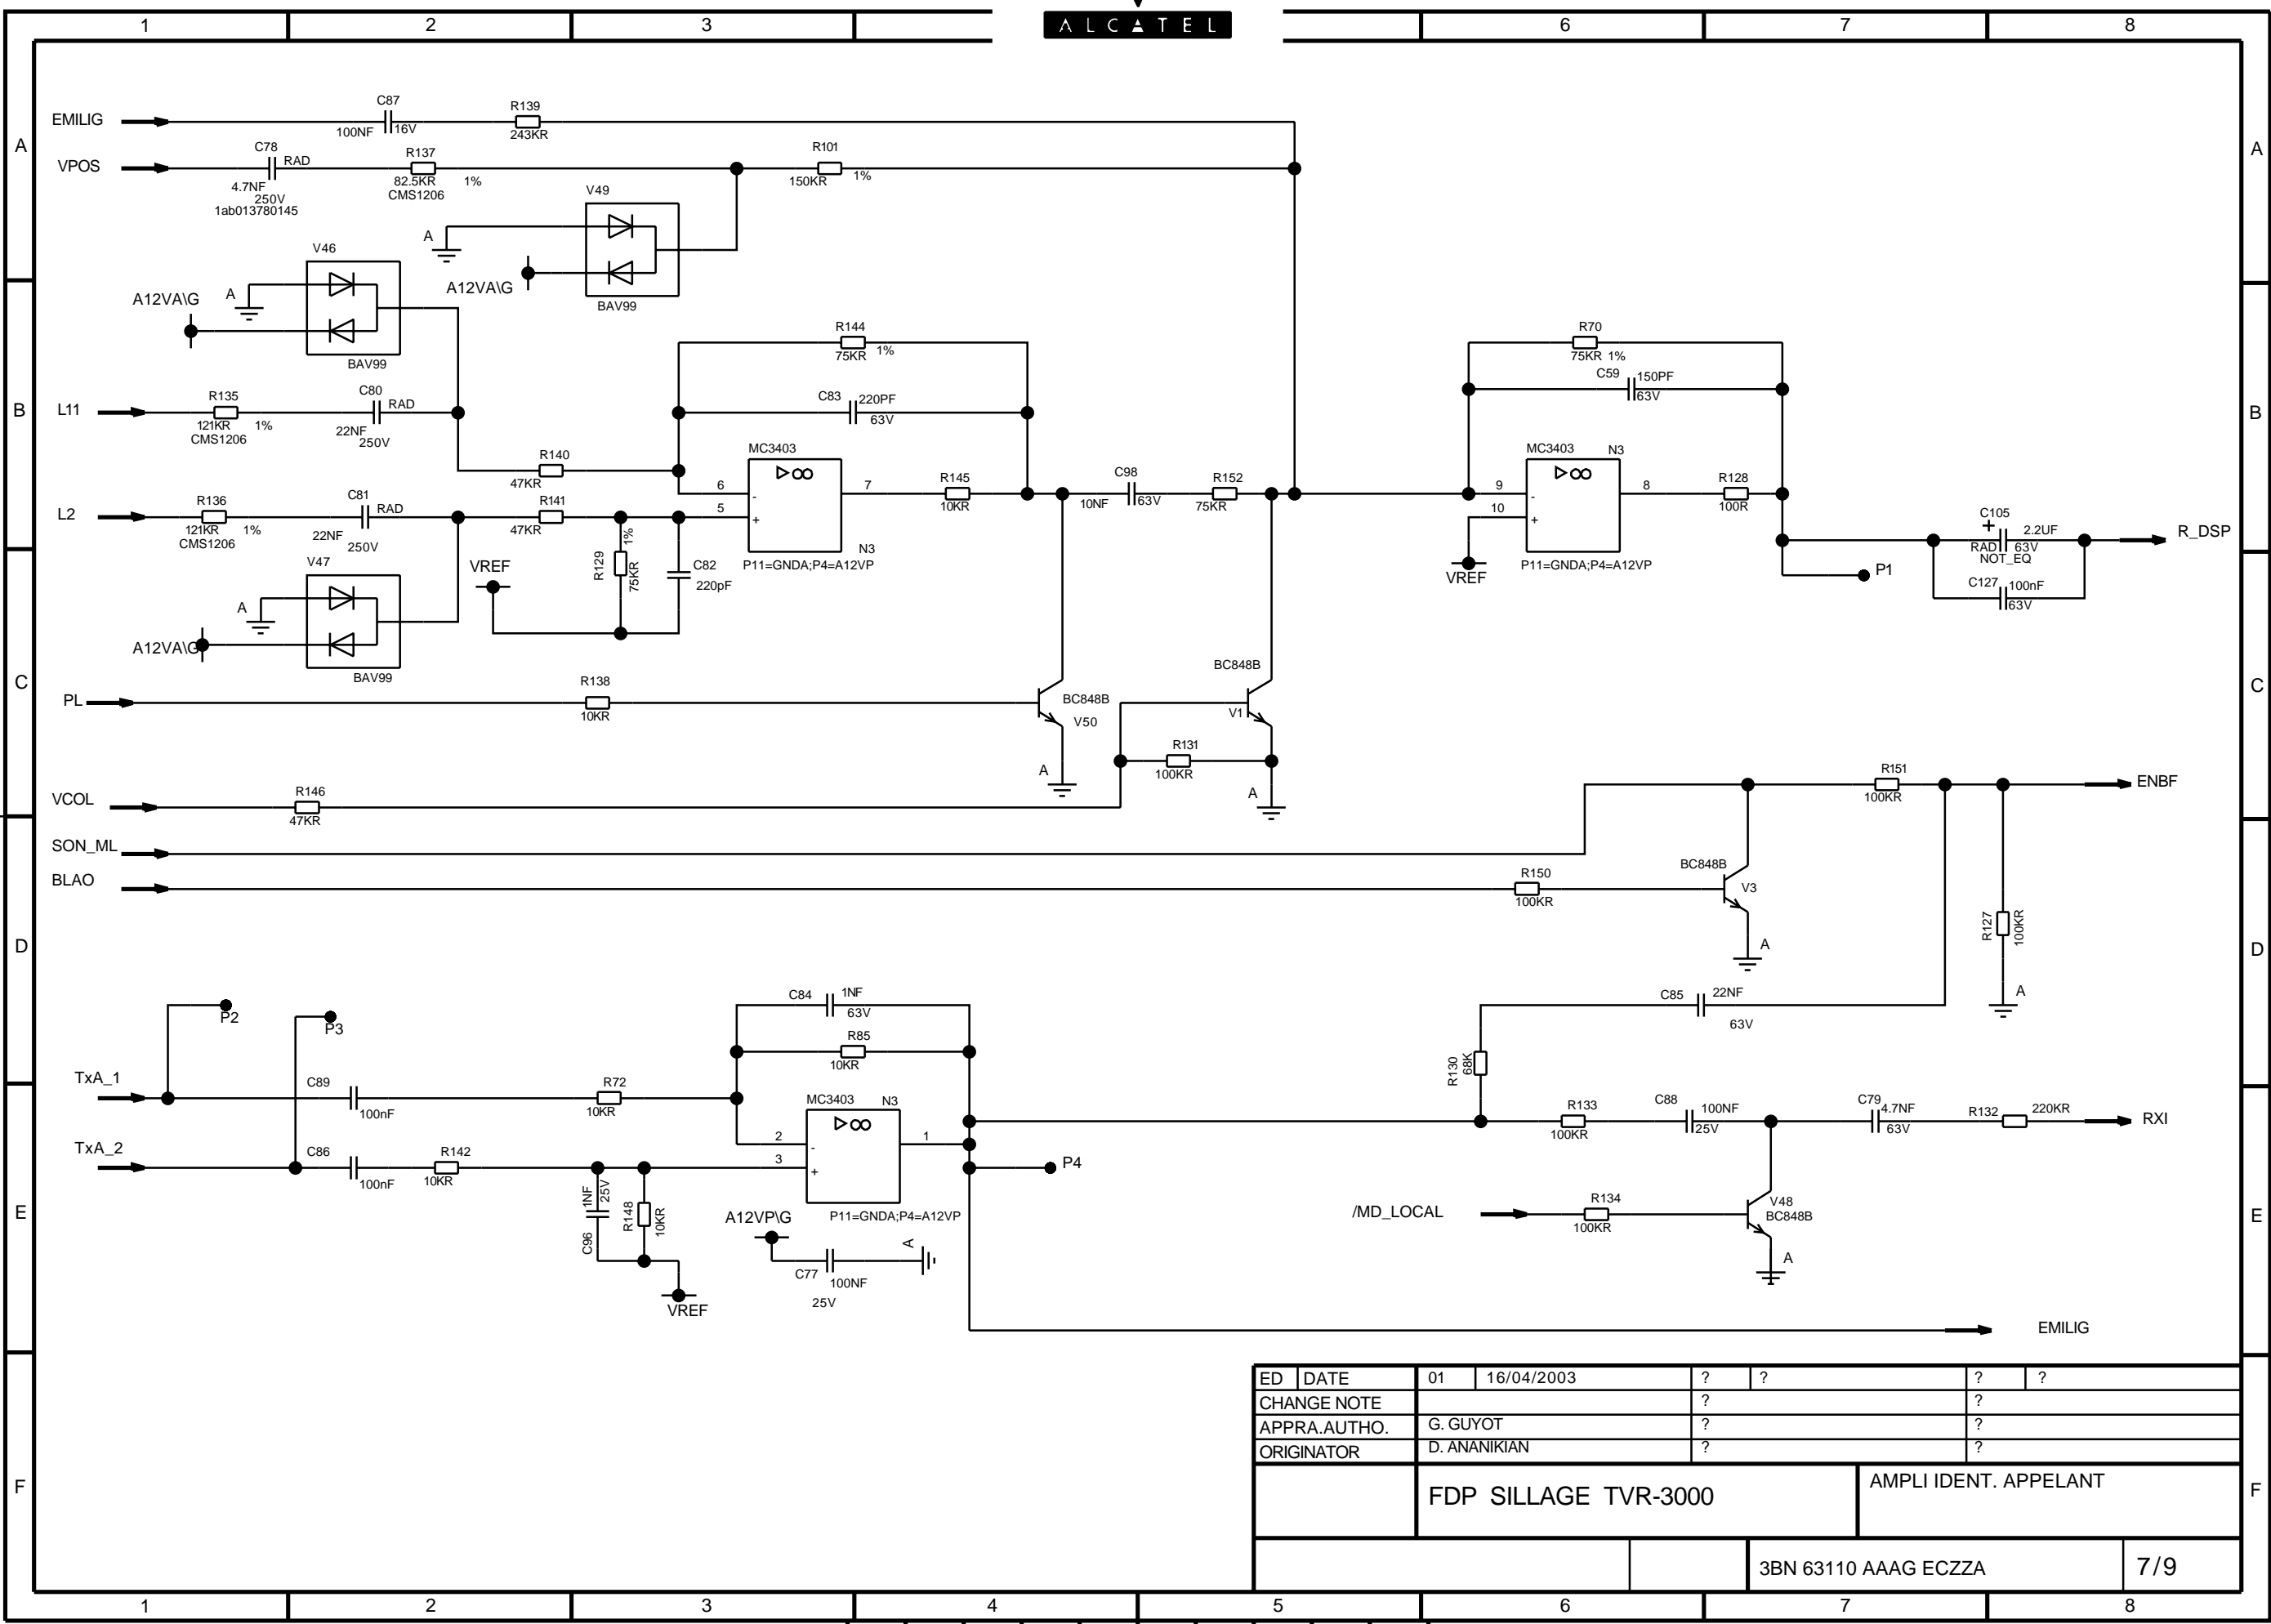 ALCATEL
1 2 3 6 7 8
A A
EMILIG
C87
100NF 16V
R139
243KR
VPOS
C78 RAD
4.7NF
250V
1ab013780145
R137
82.5KR 1%
CMS1206
R101
150KR 1%
V49
A
A12VA\G
BAV99
V46
A12VA\G A
BAV99
B B
L11
R135
121KR 1%
CMS1206
C80 RAD
22NF
250V
R140
47KR
R144
75KR 1%
C83 220PF
63V
MC3403
6 -
5 +
7
N3
P11=GNDA;P4=A12VP
R145
10KR
C98
10NF 63V
R152
75KR
R70
75KR 1%
C59 150PF
63V
MC3403 N3
9 -
10 +
8
P11=GNDA;P4=A12VP
VREF
R128
100R
P1
C105
+ 2.2UF
RAD 63V
NOT_EQ
C127 100nF
63V
R_DSP
L2
R136
121KR 1%
CMS1206
C81 RAD
22NF
250V
R141
47KR
VREF
R129 75KR 1%
C82
220pF
V47
A
A12VA\G
BAV99
C C
PL
R138
10KR
BC848B
V50
A
BC848B
V1
R131
100KR
A
VCOL
R146
47KR
SON_ML
BLAO
R150
100KR
BC848B
V3
A
R151
100KR
ENBF
R127 100KR
A
D D
P2
P3
C84 1NF
63V
R85
10KR
C85 22NF
63V
R130 68K
TxA_1
C89
100nF
R72
10KR
MC3403 N3
2 -
3 +
1
P11=GNDA;P4=A12VP
P4
TxA_2
C86
100nF
R142
10KR
C96 1NF 25V
R148 10KR
VREF
A12VP\G
C77 100NF
25V
A
R133
100KR
C88 100NF
25V
C79 4.7NF
63V
R132 220KR
RXI
/MD_LOCAL
R134
100KR
V48
BC848B
A
EMILIG
E E
ED DATE 01 16/04/2003 ? ? ? ?
CHANGE NOTE ? ?
APPRA.AUTHO. G. GUYOT ? ?
ORIGINATOR D. ANANIKIAN ? ?
FDP SILLAGE TVR-3000
AMPLI IDENT. APPELANT
3BN 63110 AAAG ECZZA 7/9
F F
1 2 3 4 5 6 7 8